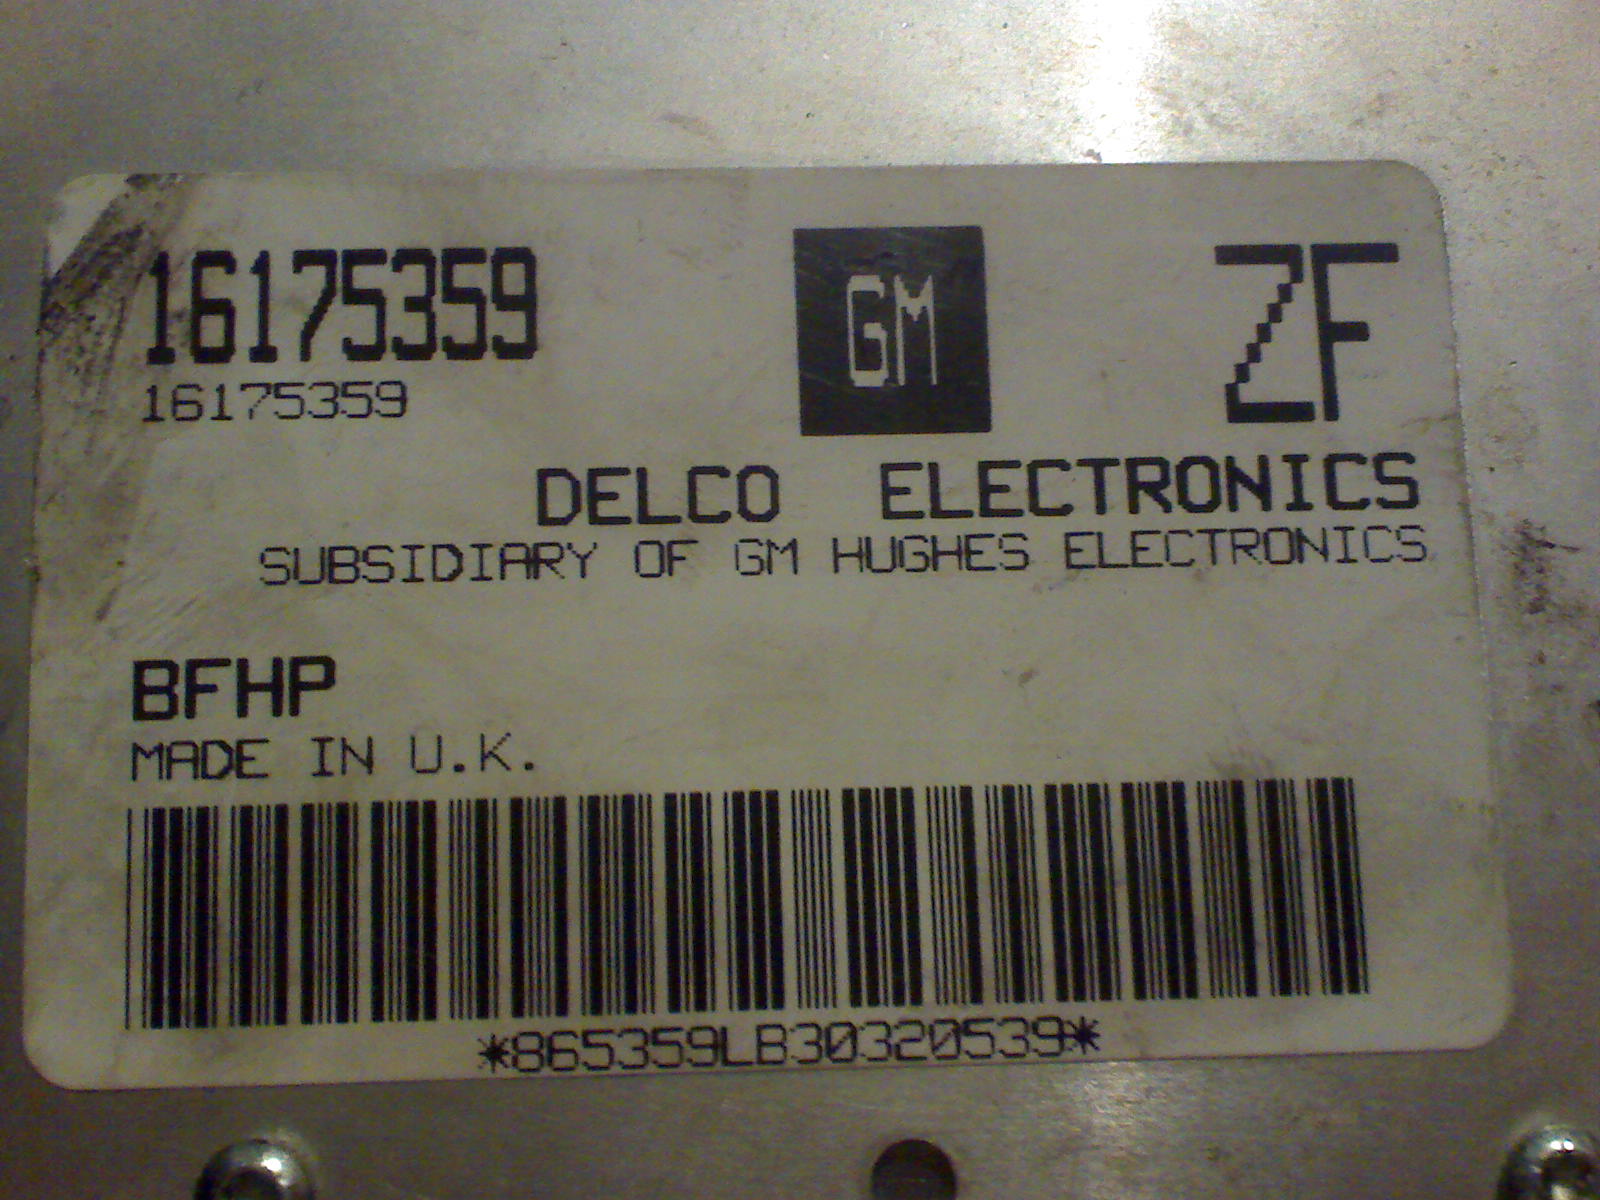 16175359
16175359
GM
ZF
DELCO ELECTRONICS
SUBSIDIARY OF GM HUGHES ELECTRONICS
BFHP
MADE IN U.K.
*865359LB30320539*